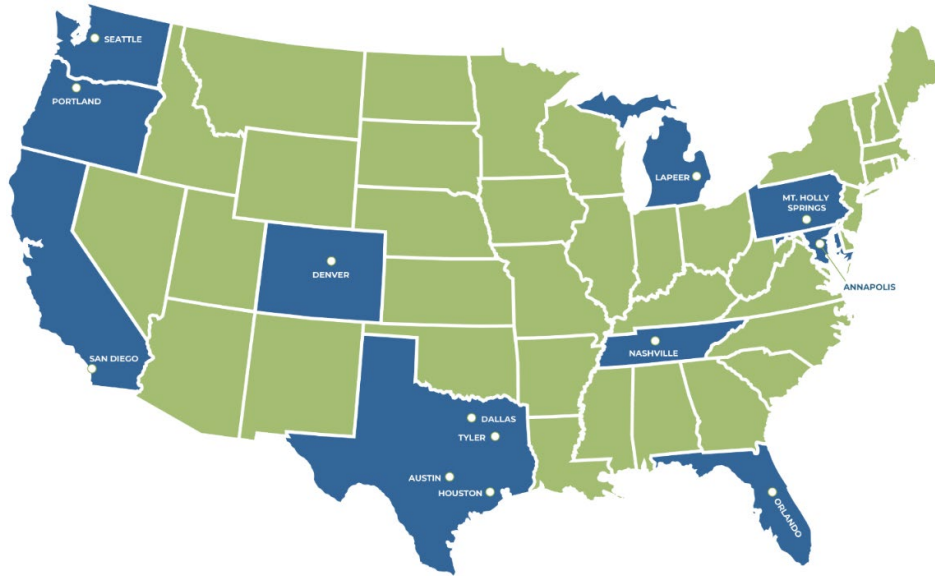 SEATTLE
PORTLAND
LAPEER
MT. HOLLY
SPRINGS
DENVER
ANNAPOLIS
NASHVILLE
SAN DIEGO
DALLAS
TYLER
AUSTIN
HOUSTON
ORLANDO